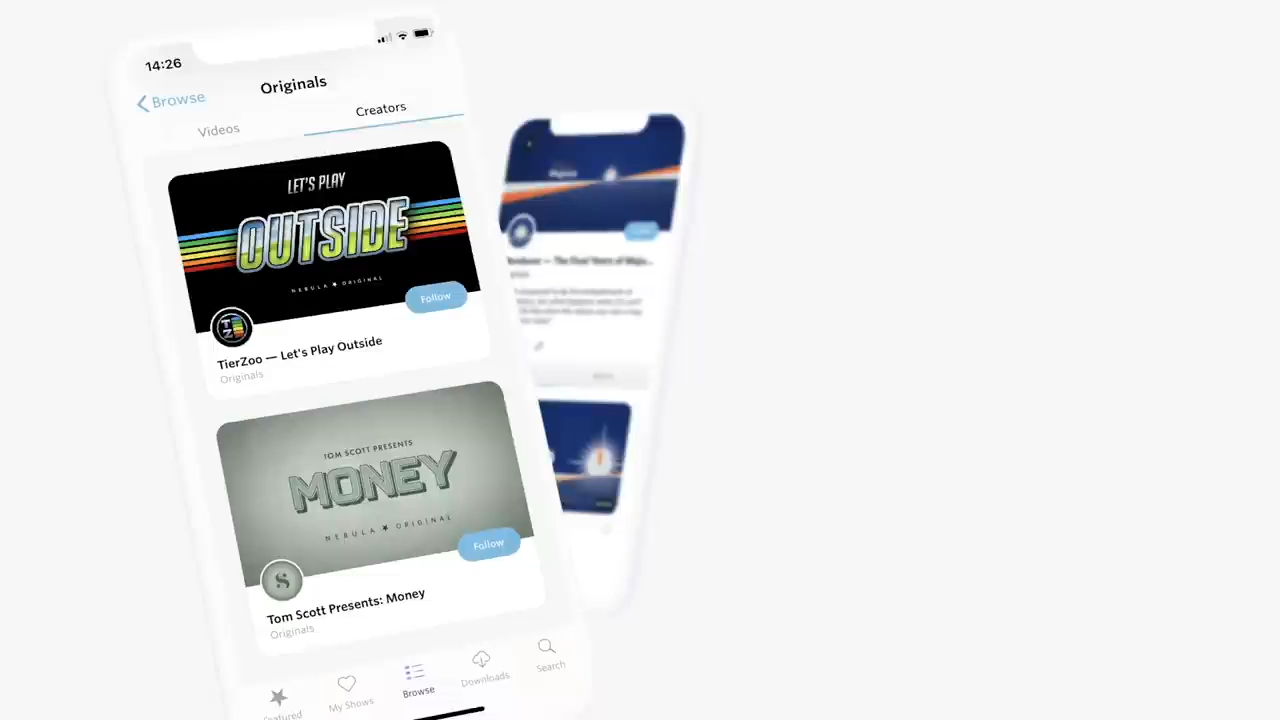 14:26
Browse
Originals
Videos
Creators
LET'S PLAY
OUTSIDE
NEBULA ★ ORIGINAL
Follow
TierZoo — Let's Play Outside
Originals
TOM SCOTT PRESENTS
MONEY
NEBULA ★ ORIGINAL
Follow
Tom Scott Presents: Money
Originals
Featured
My Shows
Browse
Downloads
Search